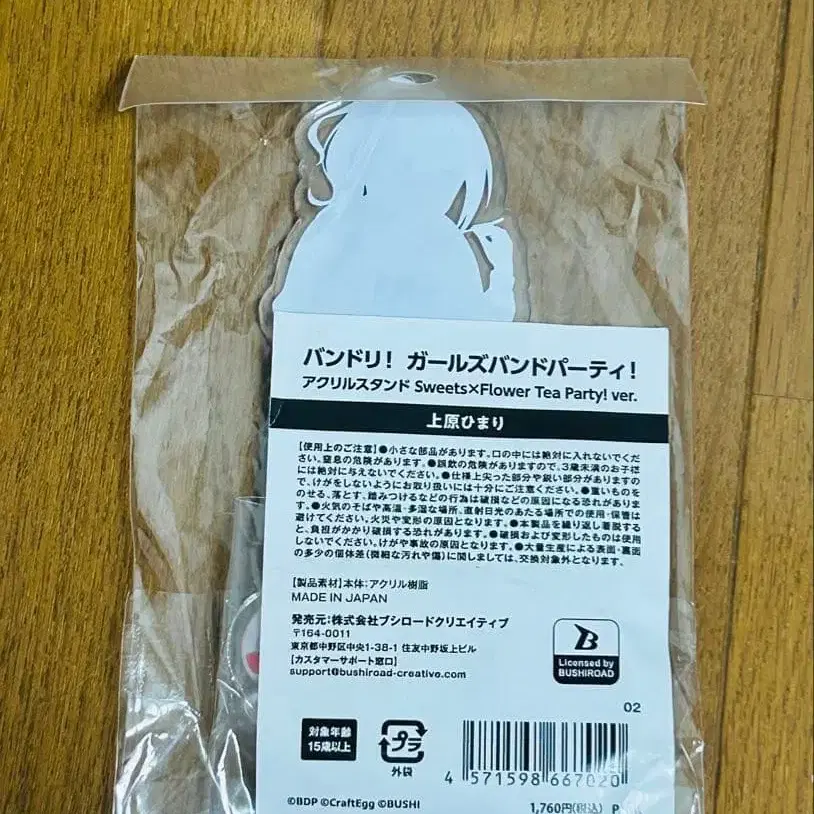 バンドリ! ガールズバンドパーティ!
アクリルスタンド Sweets×Flower Tea Party! ver.
上原ひまり
【使用上のご注意】●小さな部品があります。口の中には絶対に入れないでくだ
さい。窒息の危険があります。●誤飲の危険がありますので、3歳未満のお子様
には絶対に与えないでください。●仕様上尖った部分や鋭い部分がありますの
で、けがをしないようにお取り扱いには十分にご注意ください。●重いものを
のせる、落とす、踏みつけるなどの行為は破損などの原因になる恐れがありま
す。●火気のそばや高温・多湿な場所、直射日光のあたる場所での使用・保管は
避けてください。火災や変形の原因となります。●本製品を繰り返し着脱する
と、負担がかかり破損する恐れがあります。●破損および変形したものは使用
しないでください。けがや事故の原因となります。●大量生産による表面・裏面
の多少の個体差(微細な汚れや傷)に関しましては、交換対象外となります。
【製品素材】本体:アクリル樹脂
MADE IN JAPAN
発売元:株式会社ブシロードクリエイティブ
〒164-0011
東京都中野区中央1-38-1 住友中野坂上ビル
【カスタマーサポート窓口】
support@bushiroad-creative.com
B
Licensed by
BUSHIROAD
02
対象年齢
15歳以上
プラ
外袋
4 571598 667020
©BDP ©CraftEgg ©BUSHI
1,760円(税込)